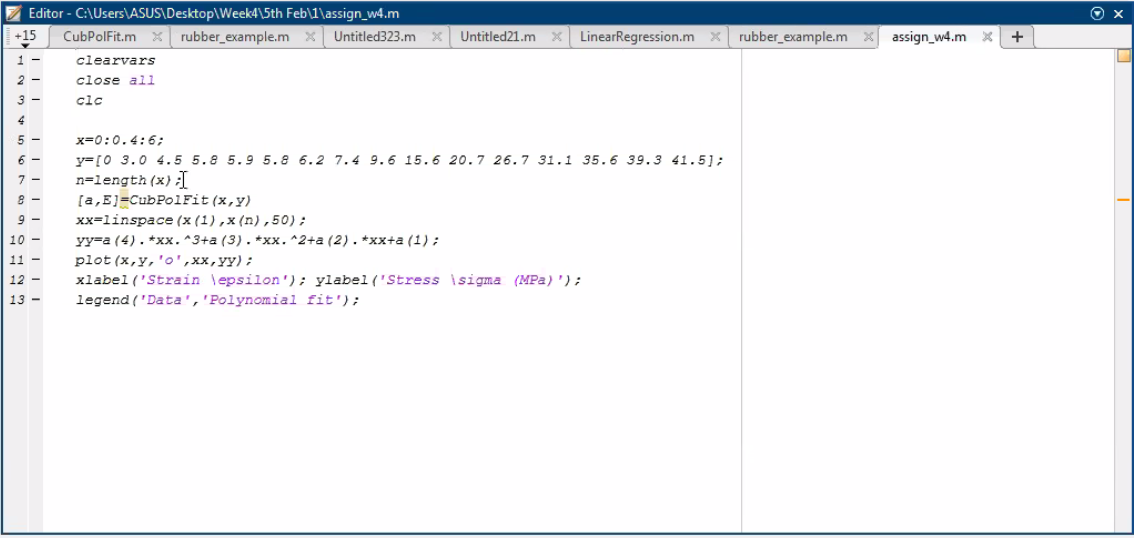 Editor - C:\Users\ASUS\Desktop\Week4\5th Feb\1\assign_w4.m
+15 CubPolFit.m rubber_example.m Untitled323.m Untitled21.m LinearRegression.m rubber_example.m assign_w4.m +
1 - clearvars
2 - close all
3 - clc
4
5 - x=0:0.4:6;
6 - y=[0 3.0 4.5 5.8 5.9 5.8 6.2 7.4 9.6 15.6 20.7 26.7 31.1 35.6 39.3 41.5];
7 - n=length(x);
8 - [a,E]=CubPolFit(x,y)
9 - xx=linspace(x(1),x(n),50);
10 - yy=a(4).*xx.^3+a(3).*xx.^2+a(2).*xx+a(1);
11 - plot(x,y,'o',xx,yy);
12 - xlabel('Strain \epsilon'); ylabel('Stress \sigma (MPa)');
13 - legend('Data','Polynomial fit');